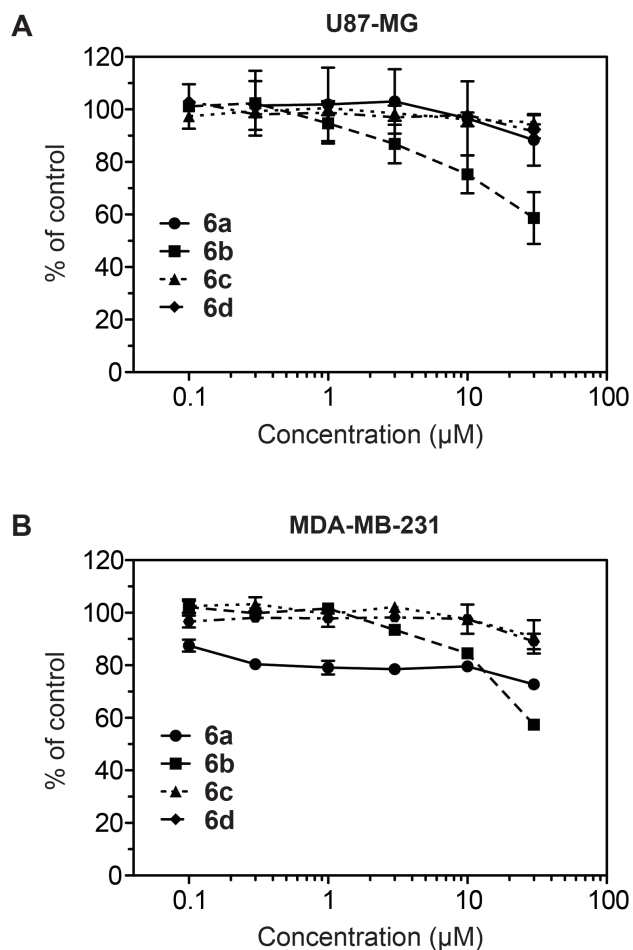 A
U87-MG
120
100
80
60
40
20
0
% of control
6a
6b
6c
6d
0.1 1 10 100
Concentration (µM)
B
MDA-MB-231
120
100
80
60
40
20
0
% of control
6a
6b
6c
6d
0.1 1 10 100
Concentration (µM)